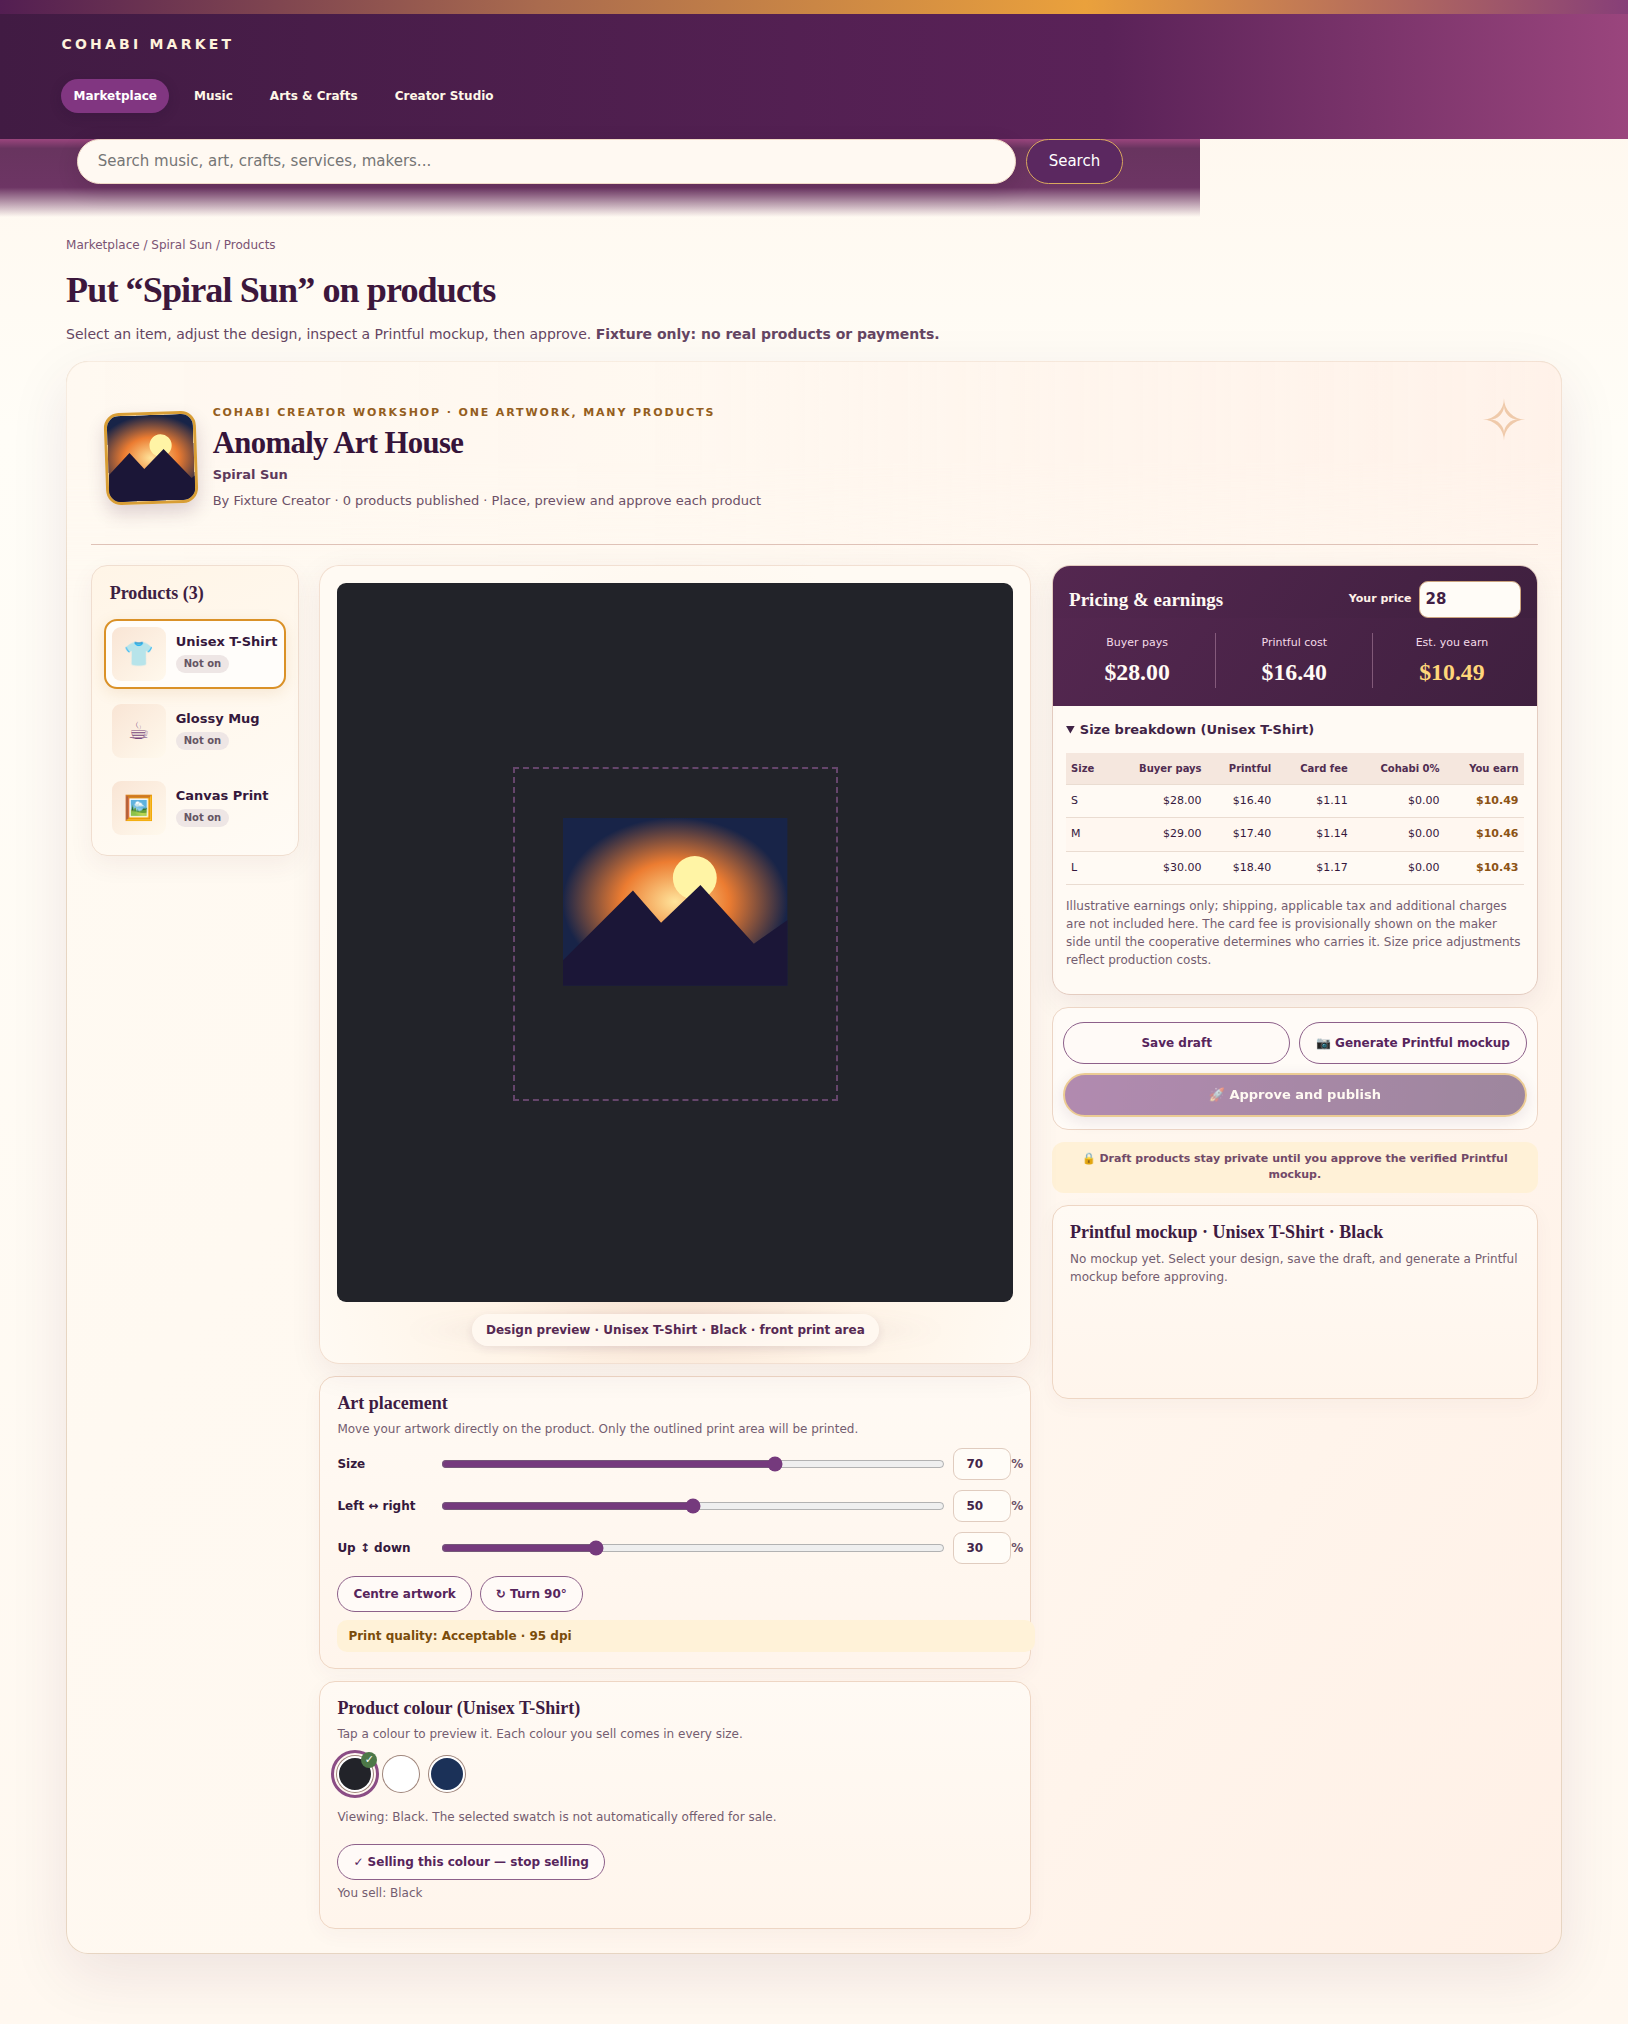 COHABI MARKET
Marketplace Music Arts & Crafts Creator Studio
Search music, art, crafts, services, makers... Search
Marketplace / Spiral Sun / Products
Put “Spiral Sun” on products
Select an item, adjust the design, inspect a Printful mockup, then approve. Fixture only: no real products or payments.
COHABI CREATOR WORKSHOP · ONE ARTWORK, MANY PRODUCTS
Anomaly Art House
Spiral Sun
By Fixture Creator · 0 products published · Place, preview and approve each product
Products (3)
Unisex T-Shirt
Not on
Glossy Mug
Not on
Canvas Print
Not on
Design preview · Unisex T-Shirt · Black · front print area
Art placement
Move your artwork directly on the product. Only the outlined print area will be printed.
Size 70 %
Left ↔ right 50 %
Up ↕ down 30 %
Centre artwork ↻ Turn 90°
Print quality: Acceptable · 95 dpi
Product colour (Unisex T-Shirt)
Tap a colour to preview it. Each colour you sell comes in every size.
✓
Viewing: Black. The selected swatch is not automatically offered for sale.
✓ Selling this colour — stop selling
You sell: Black
Pricing & earnings Your price 28
Buyer pays Printful cost Est. you earn
$28.00 $16.40 $10.49
▼ Size breakdown (Unisex T-Shirt)
Size Buyer pays Printful Card fee Cohabi 0% You earn
S $28.00 $16.40 $1.11 $0.00 $10.49
M $29.00 $17.40 $1.14 $0.00 $10.46
L $30.00 $18.40 $1.17 $0.00 $10.43
Illustrative earnings only; shipping, applicable tax and additional charges
are not included here. The card fee is provisionally shown on the maker
side until the cooperative determines who carries it. Size price adjustments
reflect production costs.
Save draft 📷 Generate Printful mockup
🚀 Approve and publish
🔒 Draft products stay private until you approve the verified Printful
mockup.
Printful mockup · Unisex T-Shirt · Black
No mockup yet. Select your design, save the draft, and generate a Printful
mockup before approving.